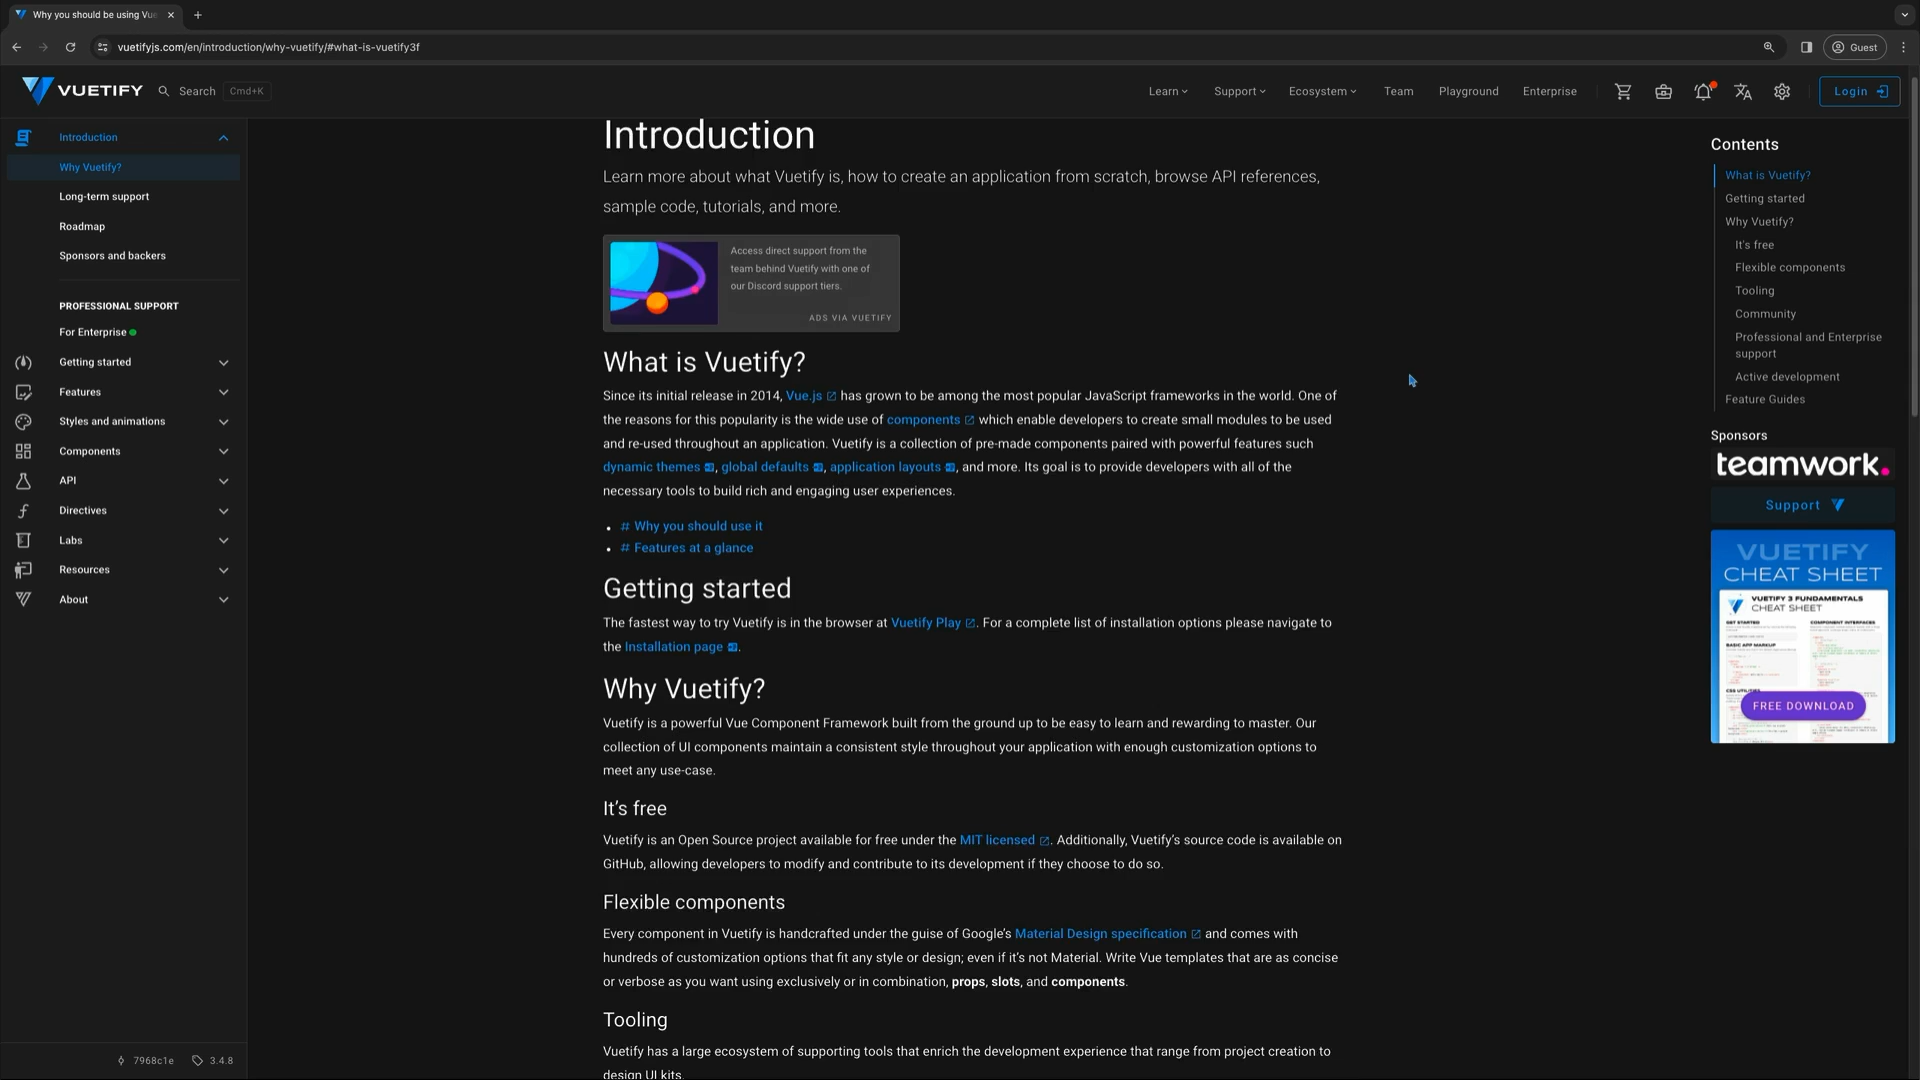 Why you should be using Vue
vuetifyjs.com/en/introduction/why-vuetify/#what-is-vuetify3f
Guest
VUETIFY
Search
Cmd+K
Learn
Support
Ecosystem
Team
Playground
Enterprise
Login
Introduction
Why Vuetify?
Long-term support
Roadmap
Sponsors and backers
PROFESSIONAL SUPPORT
For Enterprise
Getting started
Features
Styles and animations
Components
API
Directives
Labs
Resources
About
7968c1e
3.4.8
Introduction
Learn more about what Vuetify is, how to create an application from scratch, browse API references,
sample code, tutorials, and more.
Access direct support from the
team behind Vuetify with one of
our Discord support tiers.
ADS VIA VUETIFY
What is Vuetify?
Since its initial release in 2014, Vue.js has grown to be among the most popular JavaScript frameworks in the world. One of
the reasons for this popularity is the wide use of components which enable developers to create small modules to be used
and re-used throughout an application. Vuetify is a collection of pre-made components paired with powerful features such
dynamic themes, global defaults, application layouts, and more. Its goal is to provide developers with all of the
necessary tools to build rich and engaging user experiences.
• # Why you should use it
• # Features at a glance
Getting started
The fastest way to try Vuetify is in the browser at Vuetify Play. For a complete list of installation options please navigate to
the Installation page.
Why Vuetify?
Vuetify is a powerful Vue Component Framework built from the ground up to be easy to learn and rewarding to master. Our
collection of UI components maintain a consistent style throughout your application with enough customization options to
meet any use-case.
It's free
Vuetify is an Open Source project available for free under the MIT licensed. Additionally, Vuetify's source code is available on
GitHub, allowing developers to modify and contribute to its development if they choose to do so.
Flexible components
Every component in Vuetify is handcrafted under the guise of Google's Material Design specification and comes with
hundreds of customization options that fit any style or design; even if it's not Material. Write Vue templates that are as concise
or verbose as you want using exclusively or in combination, props, slots, and components.
Tooling
Vuetify has a large ecosystem of supporting tools that enrich the development experience that range from project creation to
design UI kits.
Contents
What is Vuetify?
Getting started
Why Vuetify?
It's free
Flexible components
Tooling
Community
Professional and Enterprise
support
Active development
Feature Guides
Sponsors
teamwork.
Support
VUETIFY
CHEAT SHEET
VUETIFY 3 FUNDAMENTALS
CHEAT SHEET
GET STARTED
COMPONENT INTERFACES
BASIC APP MARKUP
CSS UTILITIES
FREE DOWNLOAD